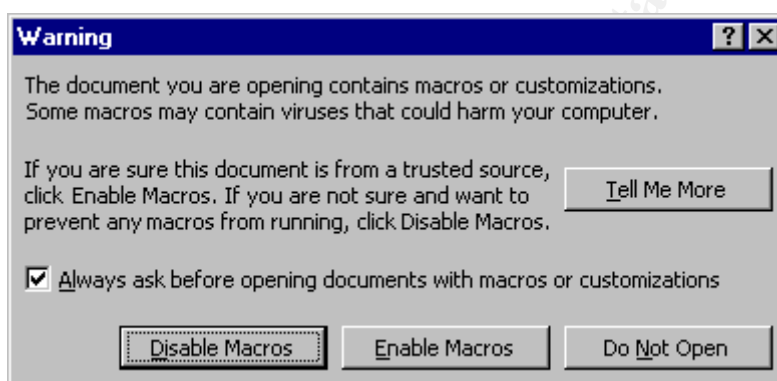 Warning
The document you are opening contains macros or customizations.
Some macros may contain viruses that could harm your computer.
If you are sure this document is from a trusted source,
click Enable Macros. If you are not sure and want to
prevent any macros from running, click Disable Macros.
Tell Me More
Always ask before opening documents with macros or customizations
Disable Macros
Enable Macros
Do Not Open